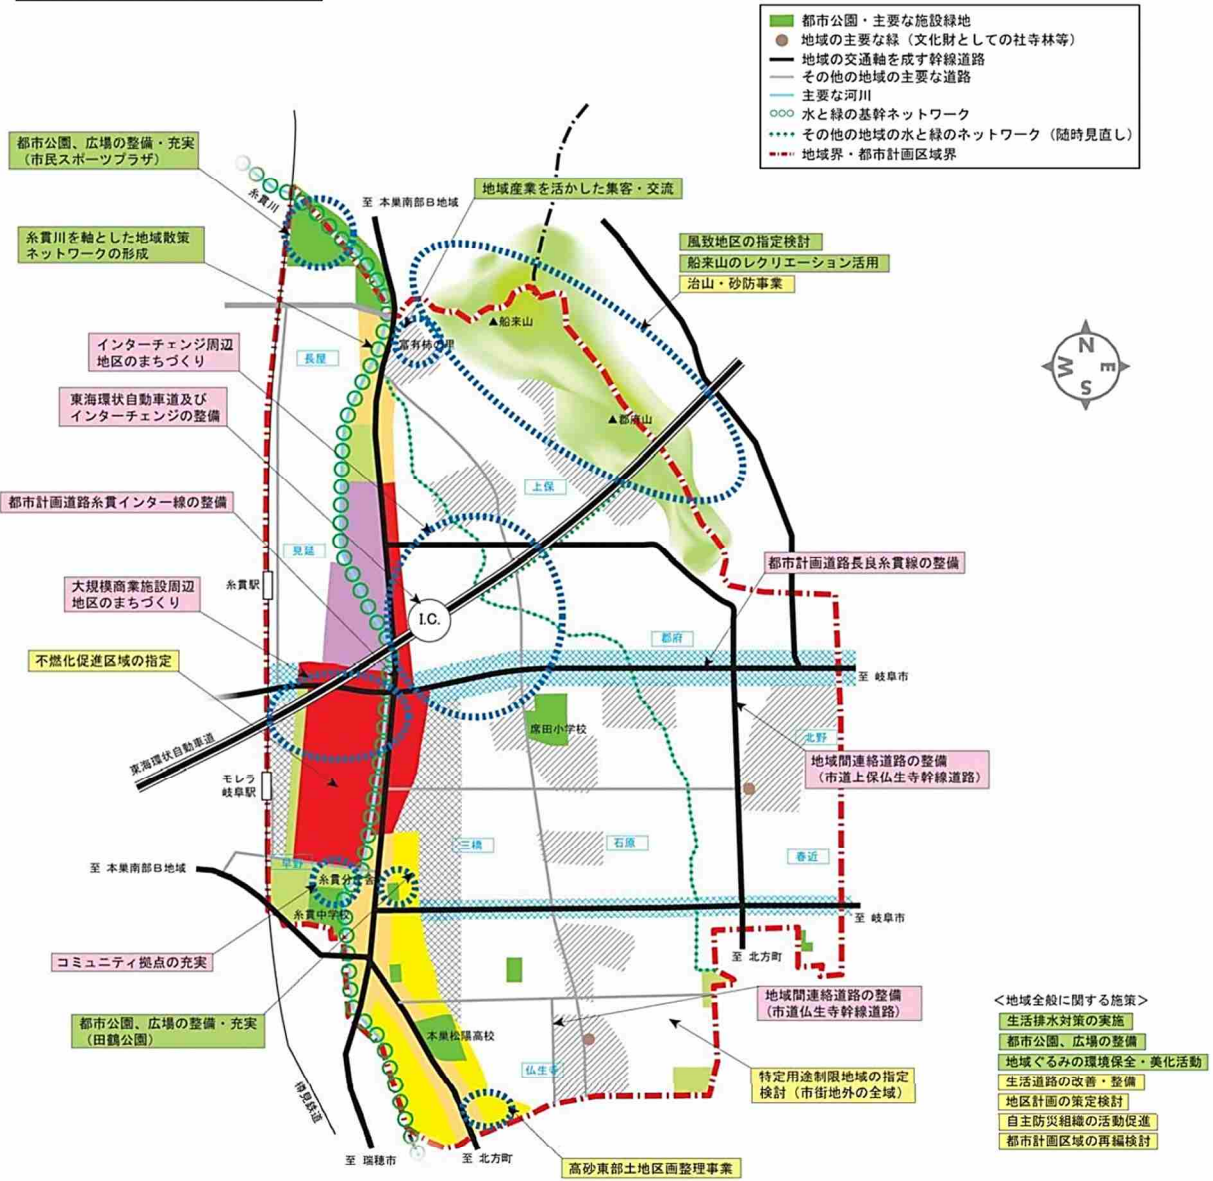 都市公園・主要な施設緑地
地域の主要な緑（文化財としての社寺林等）
地域の交通軸を成す幹線道路
その他の地域の主要な道路
主要な河川
水と緑の基幹ネットワーク
その他の地域の水と緑のネットワーク（随時見直し）
地域界・都市計画区域界
都市公園、広場の整備・充実
（市民スポーツプラザ）
糸貫川
至 本巣南部Ｂ地域
地域産業を活かした集客・交流
糸貫川を軸とした地域散策
ネットワークの形成
風致地区の指定検討
船来山のレクリエーション活用
治山・砂防事業
▲船来山
富有柿の里
インターチェンジ周辺
地区のまちづくり
長屋
N
E
S
W
東海環状自動車道及び
インターチェンジの整備
▲郡府山
上保
都市計画道路糸貫インター線の整備
見延
都市計画道路長良糸貫線の整備
糸貫駅
大規模商業施設周辺
地区のまちづくり
I.C.
郡府
不燃化促進区域の指定
至 岐阜市
席田小学校
北野
東海環状自動車道
地域間連絡道路の整備
（市道上保仏生寺幹線道路）
モレラ
岐阜駅
三橋
石原
春近
早野
至 本巣南部Ｂ地域
糸貫分庁舎
糸貫中学校
至 岐阜市
コミュニティ拠点の充実
至 北方町
地域間連絡道路の整備
（市道仏生寺幹線道路）
都市公園、広場の整備・充実
（田鶴公園）
本巣松陽高校
仏生寺
特定用途制限地域の指定
検討（市街地外の全域）
樽見鉄道
至 瑞穂市
至 北方町
高砂東部土地区画整理事業
＜地域全般に関する施策＞
生活排水対策の実施
都市公園、広場の整備
地域ぐるみの環境保全・美化活動
生活道路の改善・整備
地区計画の策定検討
自主防災組織の活動促進
都市計画区域の再編検討